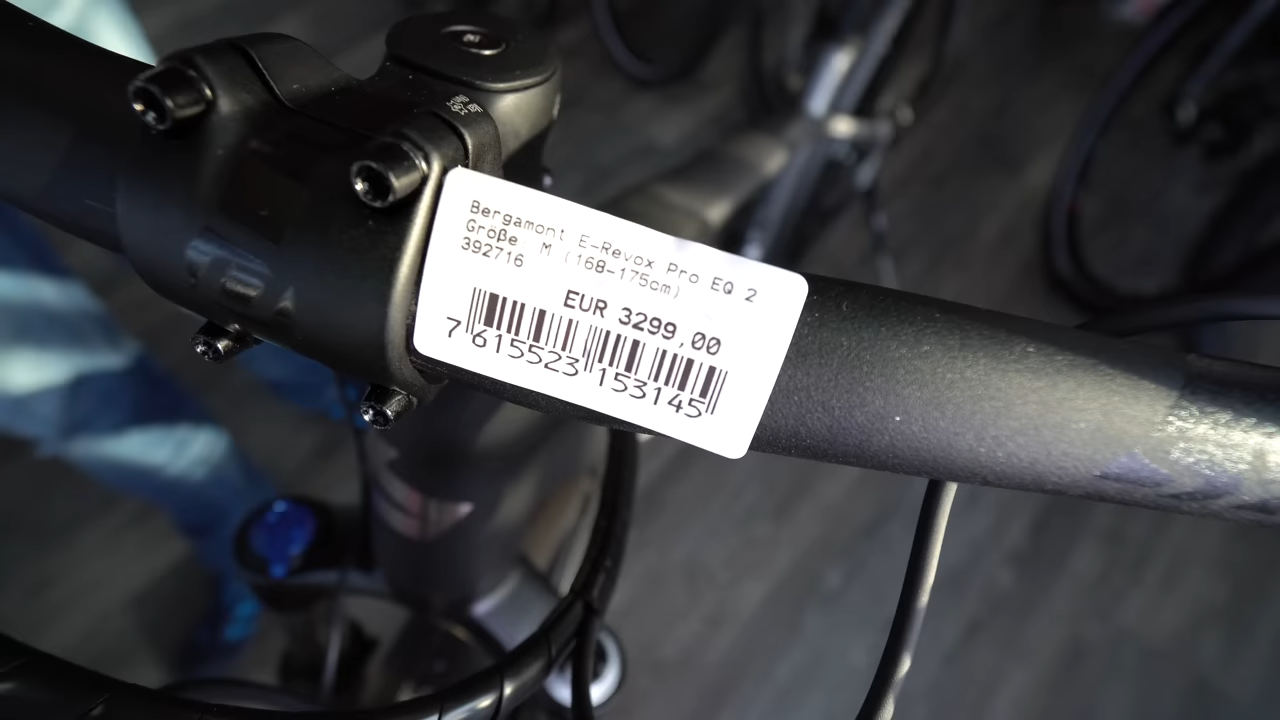 Bergamont E-Revox Pro EQ 2
Größe: M (168-175cm)
392716
EUR 3299,00
7 615523 153145